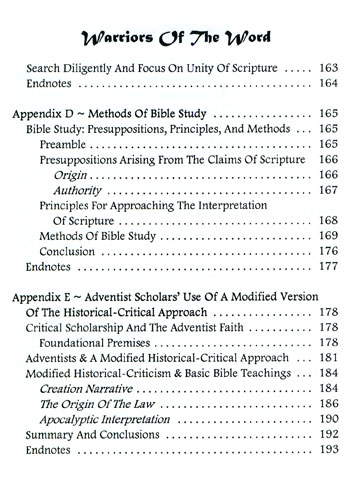 Warriors Of The Word
Search Diligently And Focus On Unity Of Scripture ..... 163
Endnotes ........................................ 164
Appendix D ~ Methods Of Bible Study ................. 165
Bible Study: Presuppositions, Principles, And Methods ... 165
Preamble ..................................... 165
Presuppositions Arising From The Claims Of Scripture 166
Origin ..................................... 166
Authority .................................. 167
Principles For Approaching The Interpretation
Of Scripture ................................ 168
Methods Of Bible Study ......................... 169
Conclusion ................................... 176
Endnotes ........................................ 177
Appendix E ~ Adventist Scholars' Use Of A Modified Version
Of The Historical-Critical Approach ................. 178
Critical Scholarship And The Adventist Faith .......... 178
Foundational Premises .......................... 178
Adventists & A Modified Historical-Critical Approach ... 181
Modified Historical-Criticism & Basic Bible Teachings ... 184
Creation Narrative ............................. 184
The Origin Of The Law .......................... 186
Apocalyptic Interpretation ....................... 190
Summary And Conclusions ......................... 192
Endnotes ........................................ 193